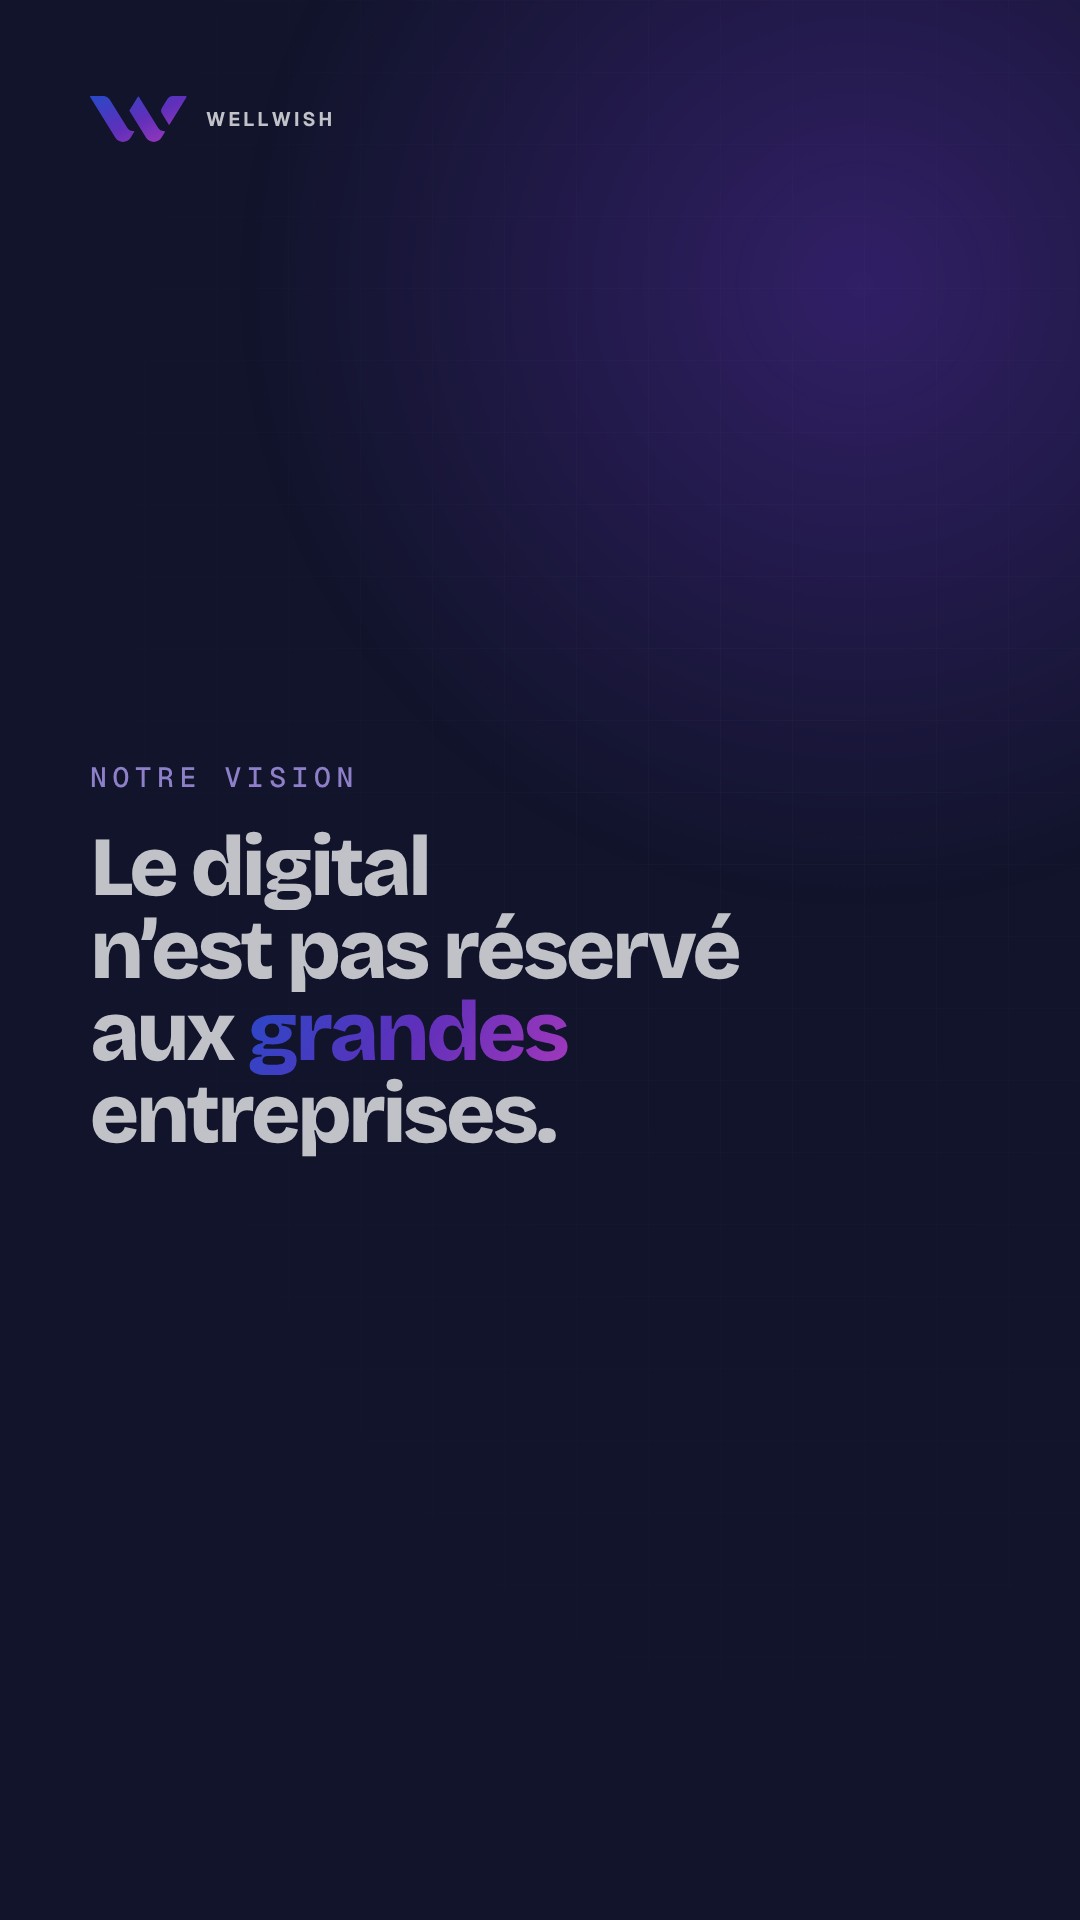 WELLWISH
NOTRE VISION
Le digital
n’est pas réservé
aux grandes
entreprises.